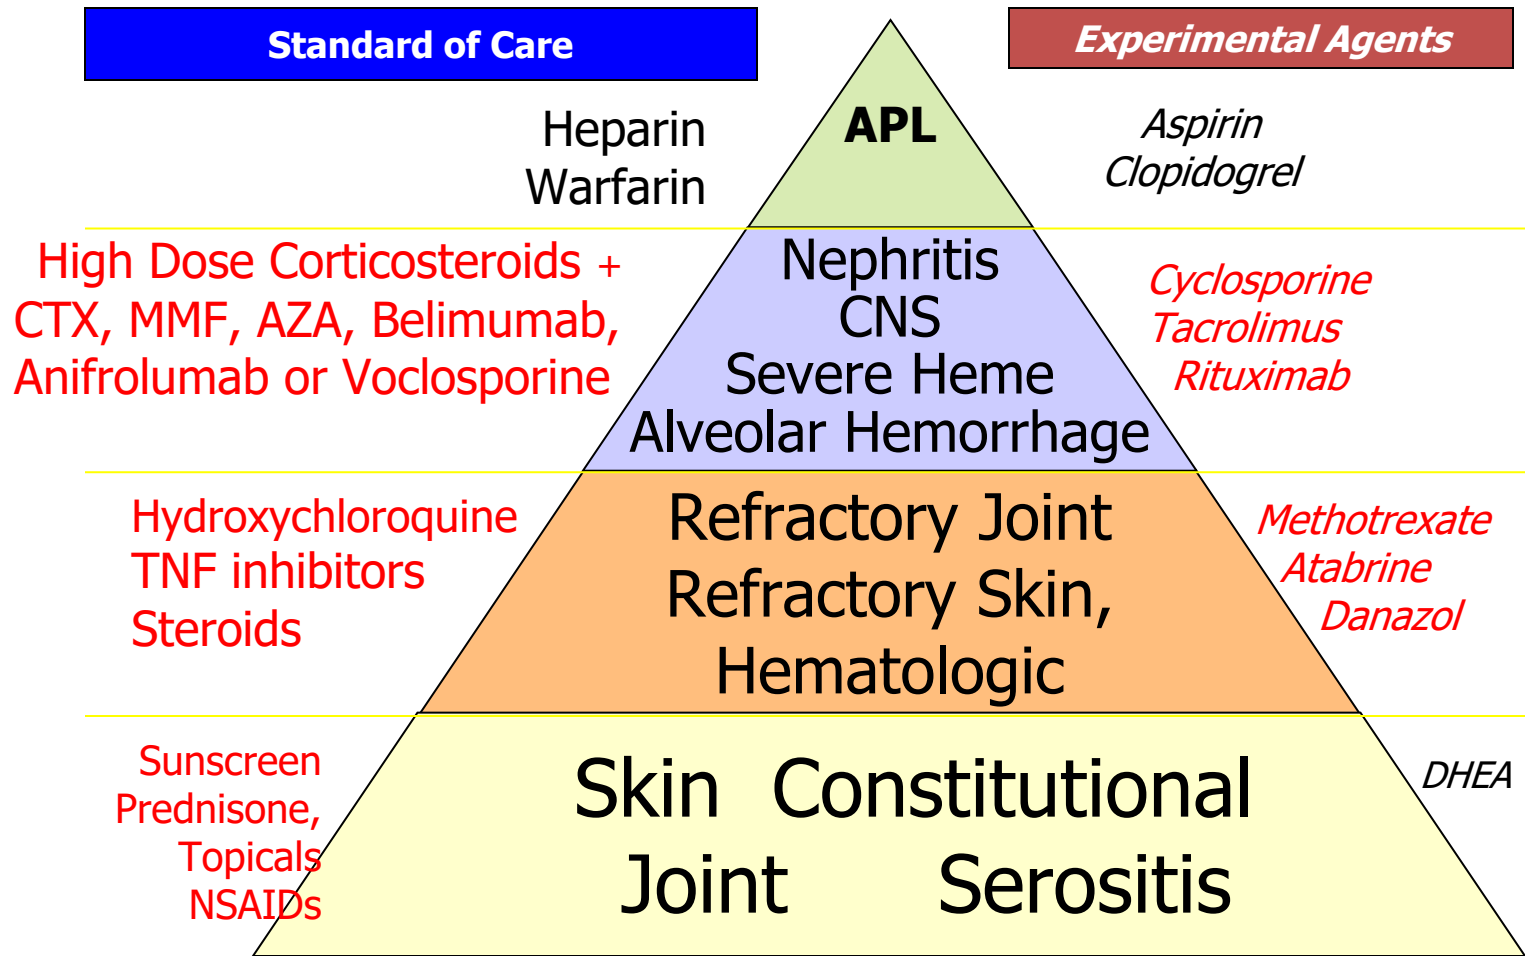 Standard of Care
Experimental Agents
APL
Heparin
Warfarin
Aspirin
Clopidogrel
High Dose Corticosteroids +
CTX, MMF, AZA, Belimumab,
Anifrolumab or Voclosporine
Nephritis
CNS
Severe Heme
Alveolar Hemorrhage
Cyclosporine
Tacrolimus
Rituximab
Hydroxychloroquine
TNF inhibitors
Steroids
Refractory Joint
Refractory Skin,
Hematologic
Methotrexate
Atabrine
Danazol
Sunscreen
Prednisone,
Topicals
NSAIDs
Skin Constitutional
Joint Serositis
DHEA